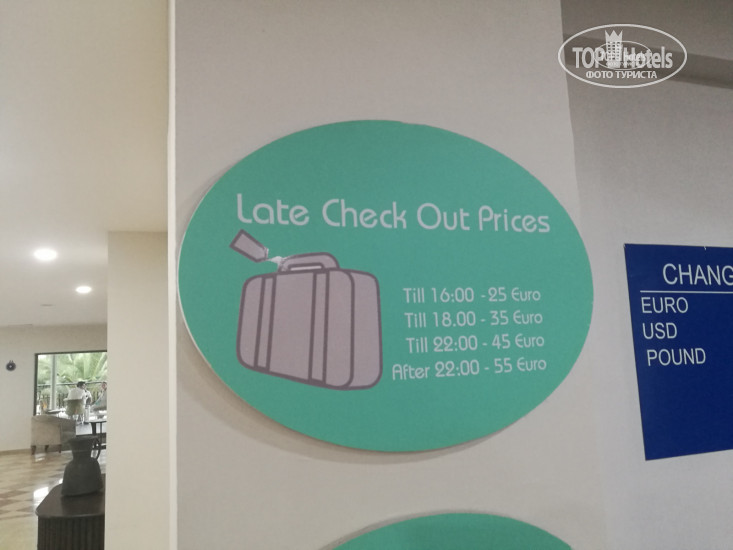 TOP Hotels
ФОТО ТУРИСТА
Late Check Out Prices
Till 16:00 - 25 Euro
Till 18.00 - 35 Euro
Till 22:00 - 45 Euro
After 22:00 - 55 Euro
CHANG
EURO
USD
POUND